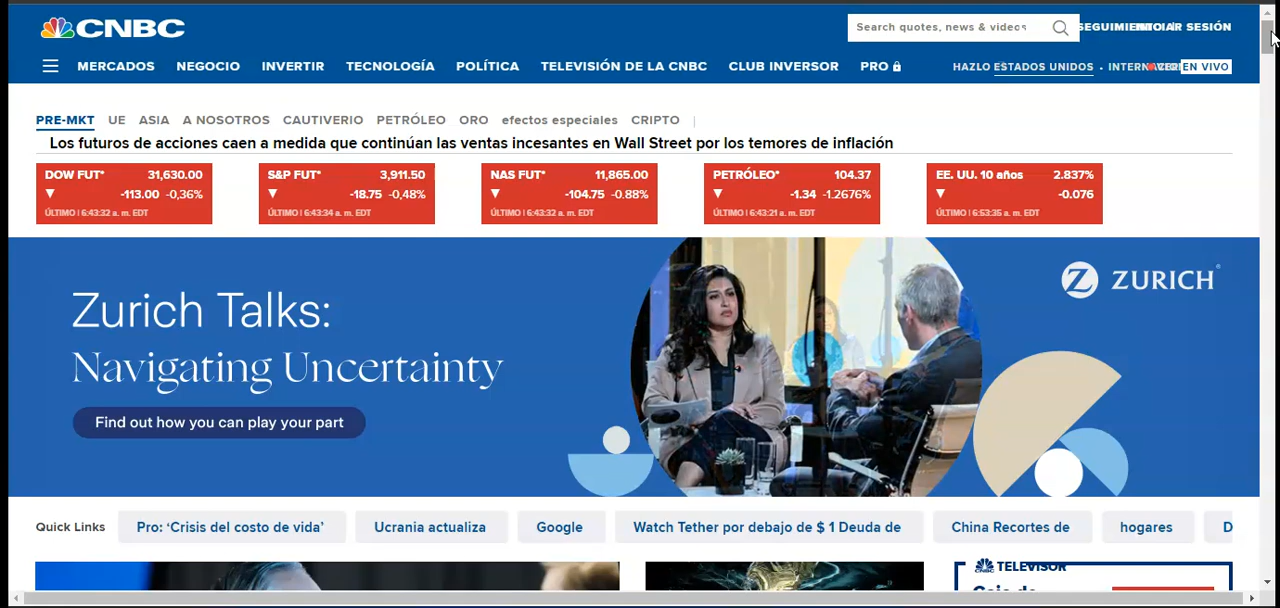 CNBC
Search quotes, news & videos
SEGUIMIENTO
INICIAR SESIÓN
MERCADOS NEGOCIO INVERTIR TECNOLOGÍA POLÍTICA TELEVISIÓN DE LA CNBC CLUB INVERSOR PRO
HAZLO ESTADOS UNIDOS • EN VIVO
PRE-MKT UE ASIA A NOSOTROS CAUTIVERIO PETRÓLEO ORO efectos especiales CRIPTO
Los futuros de acciones caen a medida que continúan las ventas incesantes en Wall Street por los temores de inflación
DOW FUT* 31,630.00
▼ -113.00 -0,36%
ÚLTIMO | 6:43:32 a. m. EDT
S&P FUT* 3,911.50
▼ -18.75 -0,48%
ÚLTIMO | 6:43:34 a. m. EDT
NAS FUT* 11,865.00
▼ -104.75 -0.88%
ÚLTIMO | 6:43:32 a. m. EDT
PETRÓLEO* 104.37
▼ -1.34 -1.2676%
ÚLTIMO | 6:43:21 a. m. EDT
EE. UU. 10 años 2.837%
▼ -0.076
ÚLTIMO | 6:53:35 a. m. EDT
Zurich Talks:
Navigating Uncertainty
Find out how you can play your part
ZURICH®
Quick Links Pro: ‘Crisis del costo de vida’ Ucrania actualiza Google Watch Tether por debajo de $ 1 Deuda de China Recortes de hogares D
CNBC TELEVISOR